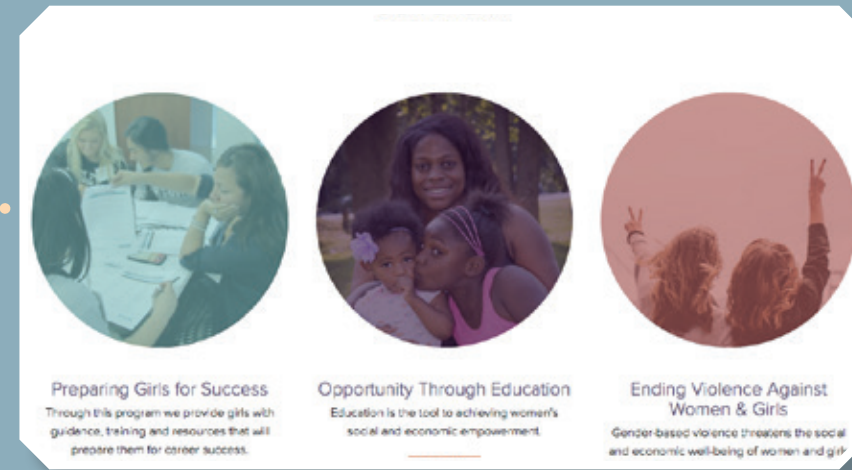 Preparing Girls for Success
Through this program we provide girls with
guidance, training and resources that will
prepare them for career success.
Opportunity Through Education
Education is the tool to achieving women's
social and economic empowerment.
Ending Violence Against
Women & Girls
Gender-based violence threatens the social
and economic well-being of women and girls